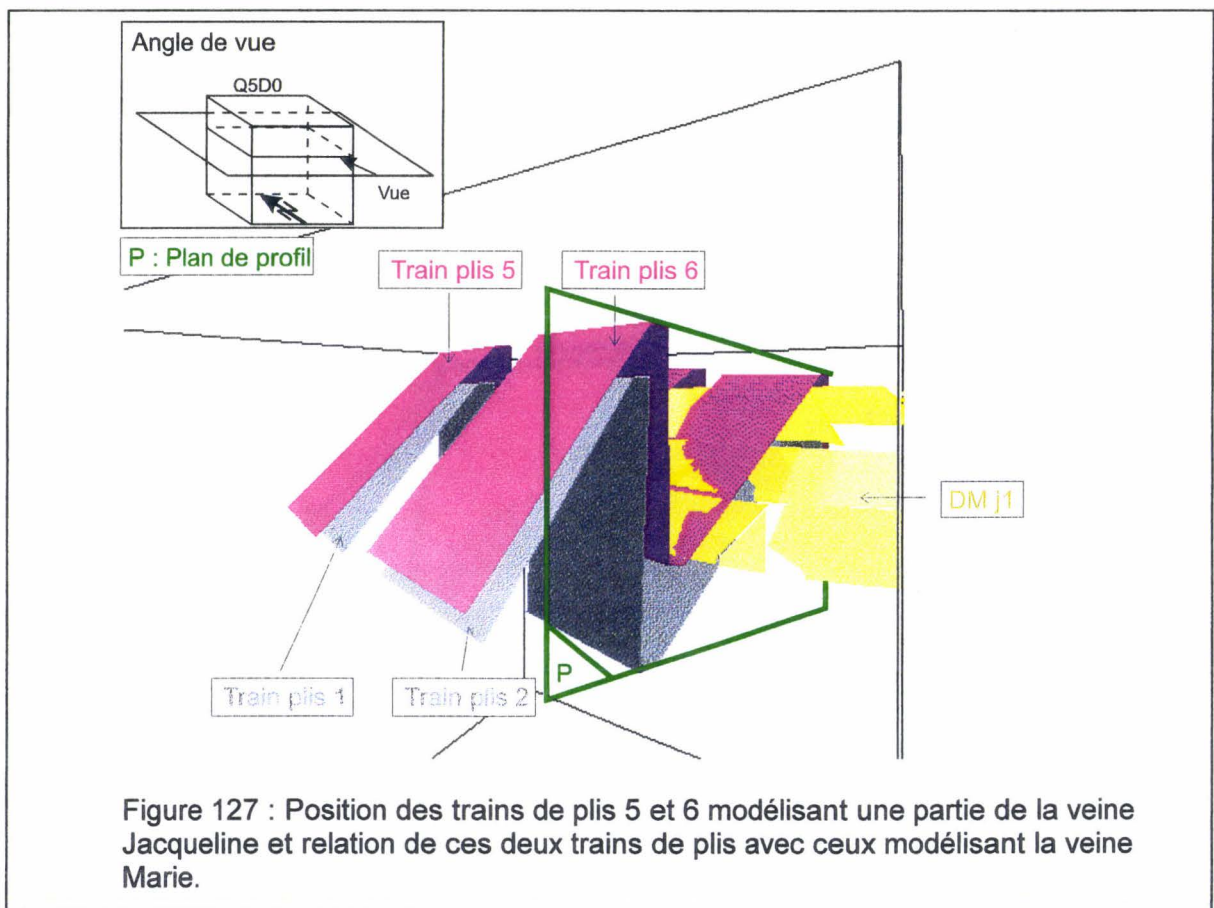 Angle de vue
Q5D0
Vue
P : Plan de profil
Train plis 5
Train plis 6
DM j1
P
Train plis 1
Train plis 2
Figure 127 : Position des trains de plis 5 et 6 modélisant une partie de la veine
Jacqueline et relation de ces deux trains de plis avec ceux modélisant la veine
Marie.